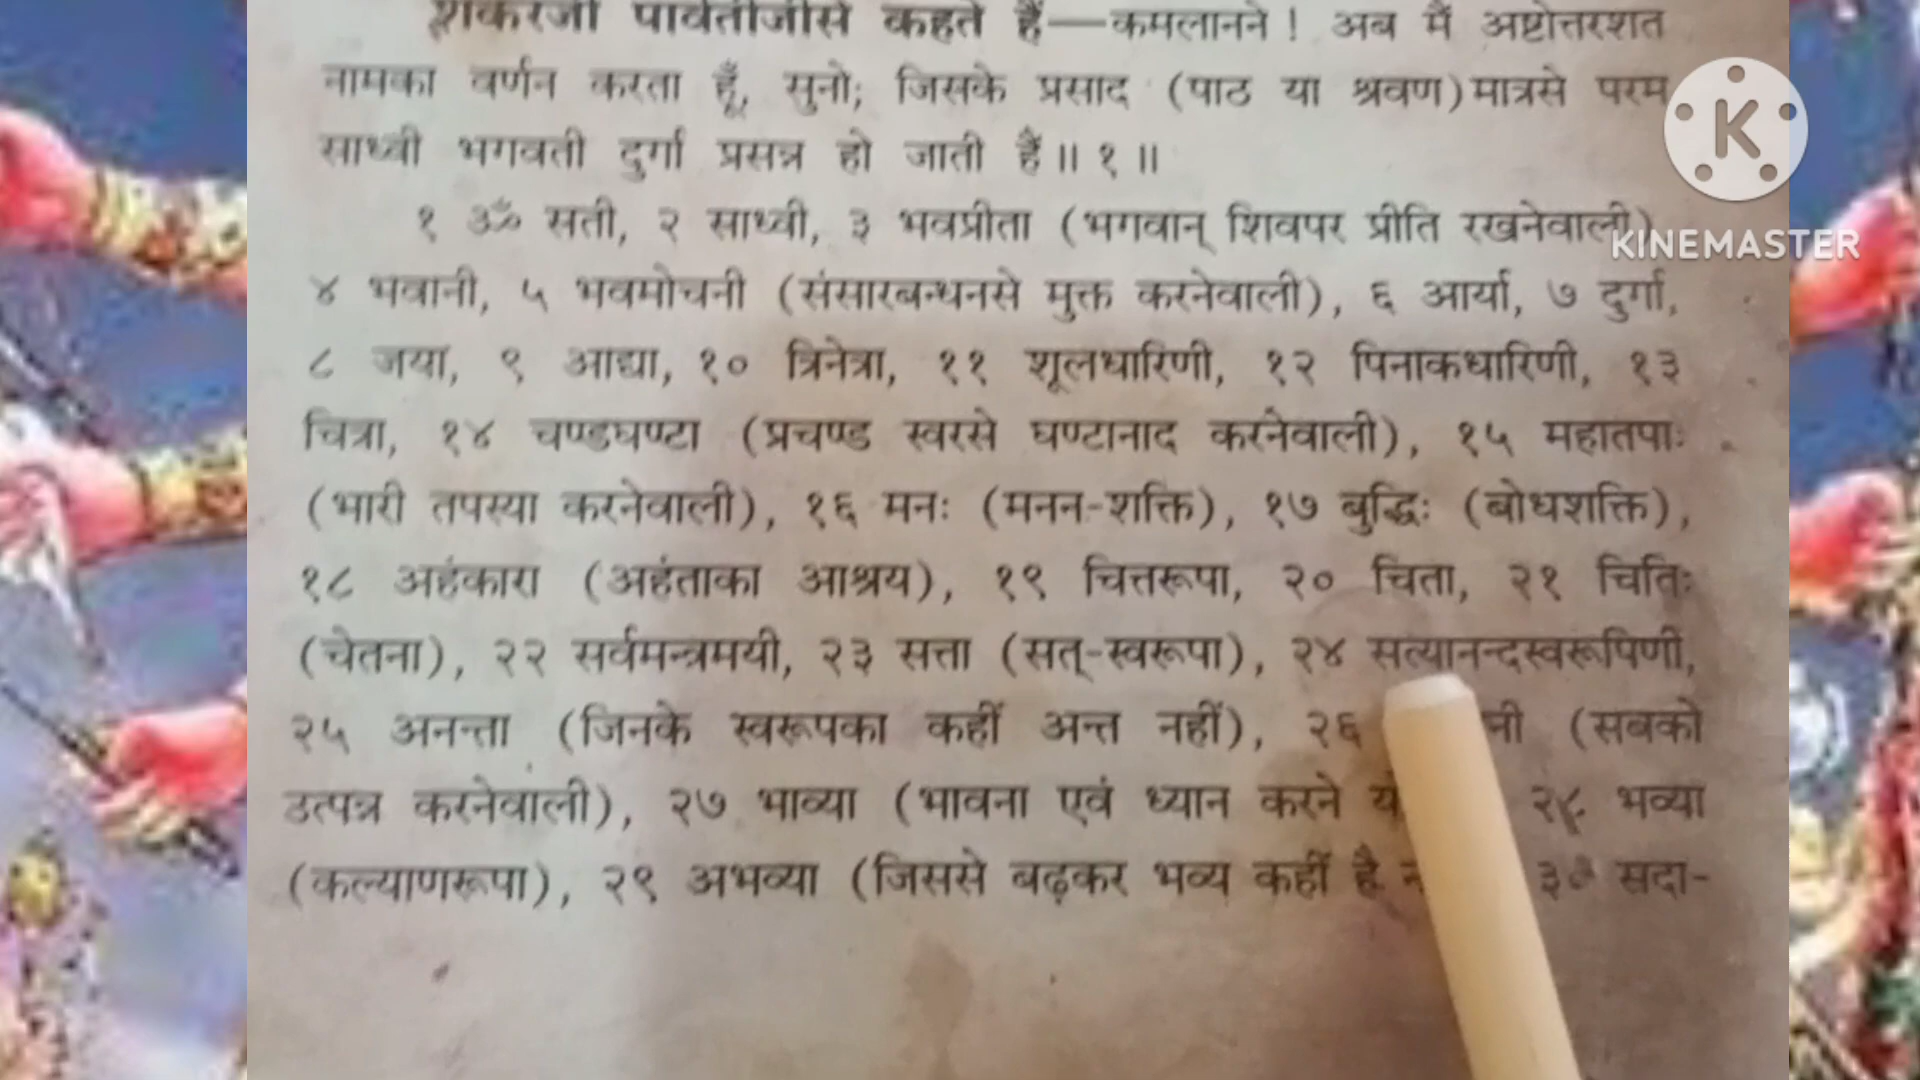 शंकरजी पार्वतीजीसे कहते हैं—कमलानने! अब मैं अष्टोत्तरशत
नामका वर्णन करता हूँ, सुनो; जिसके प्रसाद (पाठ या श्रवण) मात्रसे परम
साध्वी भगवती दुर्गा प्रसन्न हो जाती हैं॥ १॥
१ ॐ सती, २ साध्वी, ३ भवप्रीता (भगवान् शिवपर प्रीति रखनेवाली)
४ भवानी, ५ भवमोचनी (संसारबन्धनसे मुक्त करनेवाली), ६ आर्या, ७ दुर्गा,
८ जया, ९ आद्या, १० त्रिनेत्रा, ११ शूलधारिणी, १२ पिनाकधारिणी, १३
चित्रा, १४ चण्डघण्टा (प्रचण्ड स्वरसे घण्टानाद करनेवाली), १५ महातपाः
(भारी तपस्या करनेवाली), १६ मनः (मनन-शक्ति), १७ बुद्धिः (बोधशक्ति),
१८ अहंकारा (अहंताका आश्रय), १९ चित्तरूपा, २० चिता, २१ चितिः
(चेतना), २२ सर्वमन्त्रमयी, २३ सत्ता (सत्-स्वरूपा), २४ सत्यानन्दस्वरूपिणी,
२५ अनन्ता (जिनके स्वरूपका कहीं अन्त नहीं), २६ नी (सबको
उत्पन्न करनेवाली), २७ भाव्या (भावना एवं ध्यान करने २८ भव्या
(कल्याणरूपा), २९ अभव्या (जिससे बढ़कर भव्य कहीं है ३० सदा-
K
KINEMASTER